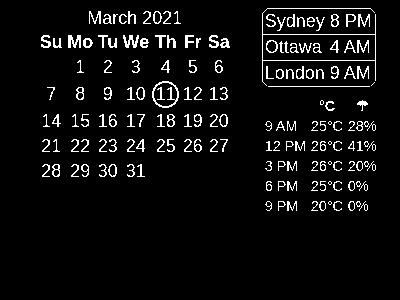 March 2021
Su Mo Tu We Th Fr Sa
1 2 3 4 5 6
7 8 9 10 11 12 13
14 15 16 17 18 19 20
21 22 23 24 25 26 27
28 29 30 31
Sydney 8 PM
Ottawa 4 AM
London 9 AM
°C ☂
9 AM 25°C 28%
12 PM 26°C 41%
3 PM 26°C 20%
6 PM 25°C 0%
9 PM 20°C 0%